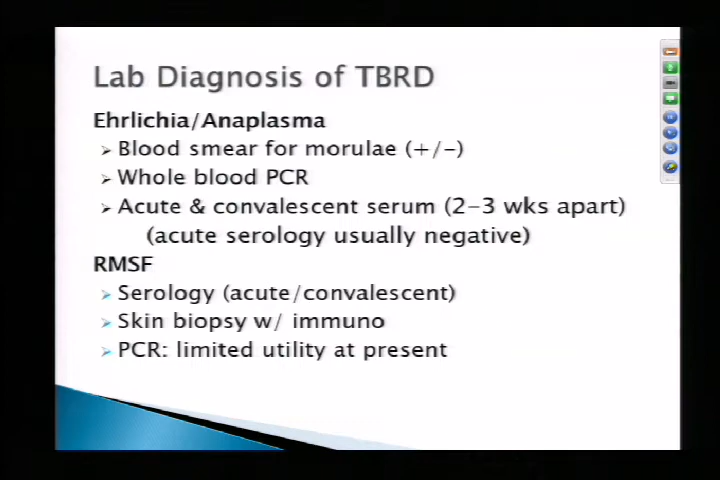 Lab Diagnosis of TBRD
Ehrlichia/Anaplasma
Blood smear for morulae (+/-)
Whole blood PCR
Acute & convalescent serum (2-3 wks apart)
(acute serology usually negative)
RMSF
Serology (acute/convalescent)
Skin biopsy w/ immuno
PCR: limited utility at present